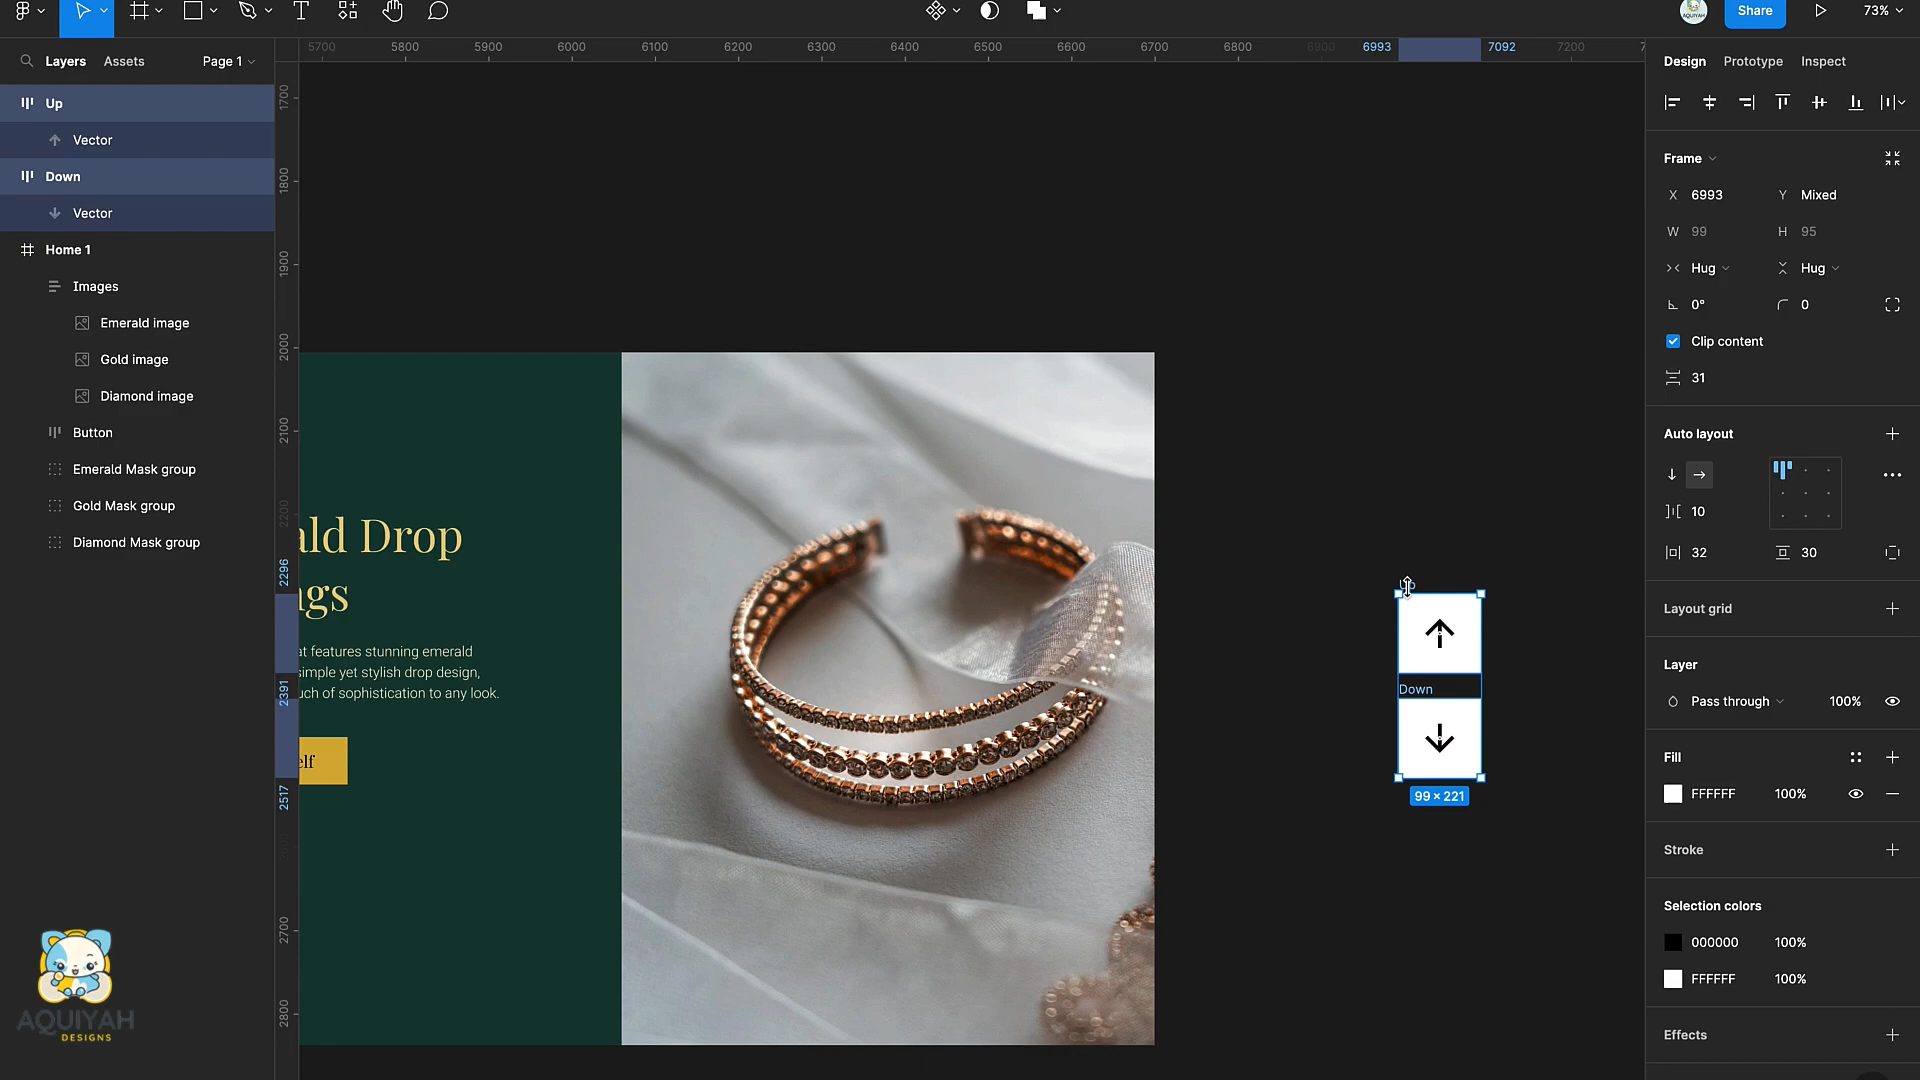 AQUIYAH
Share
73%
Layers
Assets
Page 1
Up
Vector
Down
Vector
Home 1
Images
Emerald image
Gold image
Diamond image
Button
Emerald Mask group
Gold Mask group
Diamond Mask group
AQUIYAH
DESIGNS
5700
5800
5900
6000
6100
6200
6300
6400
6500
6600
6700
6800
6900
6993
7092
7200
7
1700
1800
1900
2000
2100
2200
2296
2391
2517
2700
2800
ald Drop
ngs
at features stunning emerald
simple yet stylish drop design,
uch of sophistication to any look.
elf
Down
99 × 221
Design
Prototype
Inspect
Frame
X 6993
Y Mixed
W 99
H 95
Hug
Hug
0°
0
Clip content
31
Auto layout
10
32
30
Layout grid
Layer
Pass through
100%
Fill
FFFFFF
100%
Stroke
Selection colors
000000
100%
FFFFFF
100%
Effects